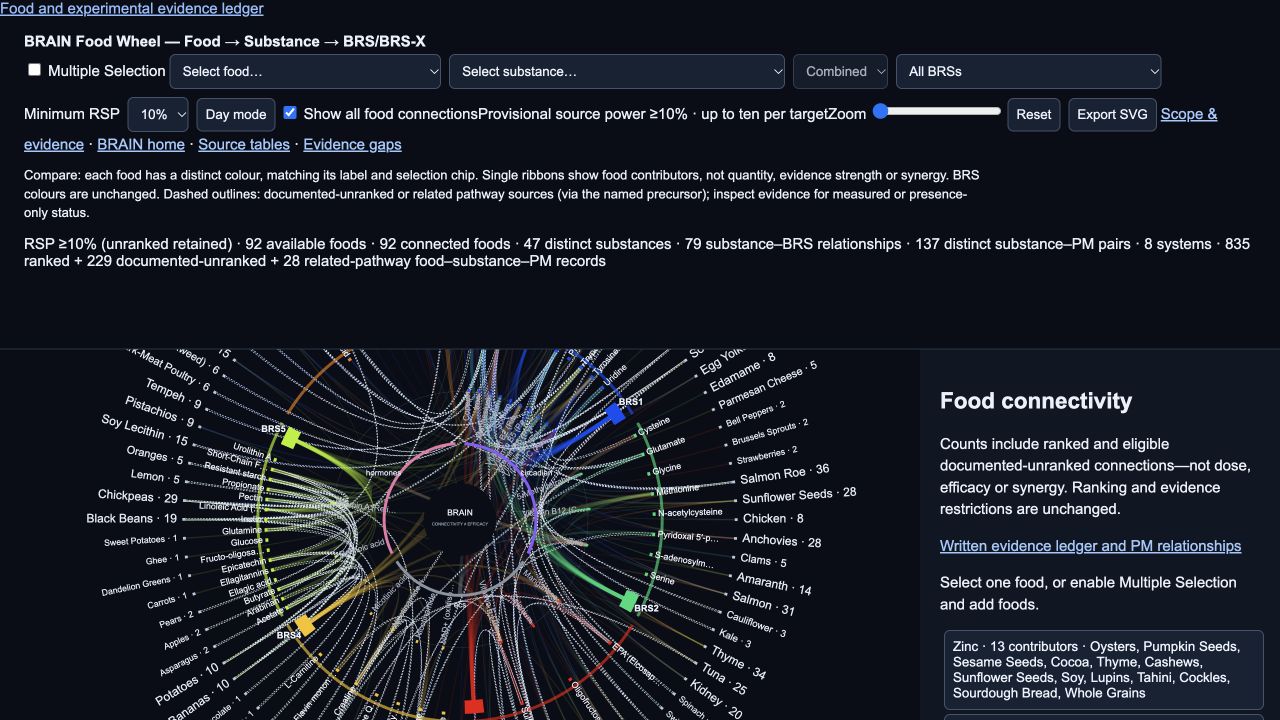 Food and experimental evidence ledger
BRAIN Food Wheel — Food → Substance → BRS/BRS-X
Multiple Selection Select food… Select substance… Combined All BRSs
Minimum RSP 10% Day mode Show all food connectionsProvisional source power ≥10% · up to ten per targetZoom Reset Export SVG Scope &
evidence · BRAIN home · Source tables · Evidence gaps
Compare: each food has a distinct colour, matching its label and selection chip. Single ribbons show food contributors, not quantity, evidence strength or synergy. BRS
colours are unchanged. Dashed outlines: documented-unranked or related pathway sources (via the named precursor); inspect evidence for measured or presence-
only status.
RSP ≥10% (unranked retained) · 92 available foods · 92 connected foods · 47 distinct substances · 79 substance–BRS relationships · 137 distinct substance–PM pairs · 8 systems · 835
ranked + 229 documented-unranked + 28 related-pathway food–substance–PM records
Tempeh · 9
Pistachios · 9
Soy Lecithin · 15
Oranges · 5
Lemon · 5
Chickpeas · 29
Black Beans · 19
Sweet Potatoes · 1
Ghee · 1
Dandelion Greens · 1
Carrots · 1
Pears · 2
Apples · 2
Asparagus · 2
Potatoes · 10
BRS5
Short-Chain F…
Resistant starch
Propionate
Pectin
Glutamine
Glucose
Fructo-oligosa…
Epicatechin
Ellagitannins
Butyrate
BRS4
hormones
BRAIN
CONNECTIVITY ≠ EFFICACY
BRS1
Uridine
Cysteine
Glutamate
Glycine
Methionine
N-acetylcysteine
Pyridoxal 5'-p…
S-adenosylm…
Serine
BRS2
Edamame · 8
Parmesan Cheese · 5
Bell Peppers · 2
Brussels Sprouts · 2
Strawberries · 2
Salmon Roe · 36
Sunflower Seeds · 28
Chicken · 8
Anchovies · 28
Clams · 5
Amaranth · 14
Salmon · 31
Cauliflower · 3
Kale · 3
Thyme · 34
Tuna · 25
Kidney · 20
Food connectivity
Counts include ranked and eligible
documented-unranked connections—not dose,
efficacy or synergy. Ranking and evidence
restrictions are unchanged.
Written evidence ledger and PM relationships
Select one food, or enable Multiple Selection
and add foods.
Zinc · 13 contributors · Oysters, Pumpkin Seeds,
Sesame Seeds, Cocoa, Thyme, Cashews,
Sunflower Seeds, Soy, Lupins, Tahini, Cockles,
Sourdough Bread, Whole Grains